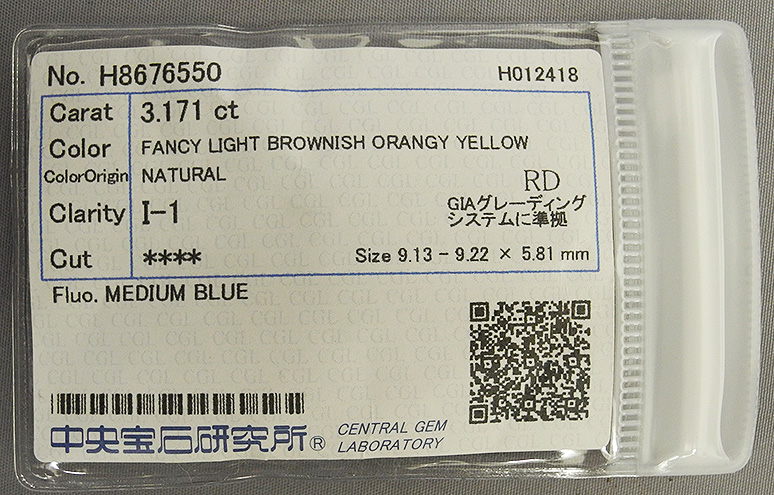 No. H8676550 H012418
Carat 3.171 ct
Color FANCY LIGHT BROWNISH ORANGY YELLOW
ColorOrigin NATURAL
RD
Clarity I-1
GIAグレーディング
システムに準拠
Cut **** Size 9.13 - 9.22 × 5.81 mm
Fluo. MEDIUM BLUE
中央宝石研究所® CENTRAL GEM
LABORATORY